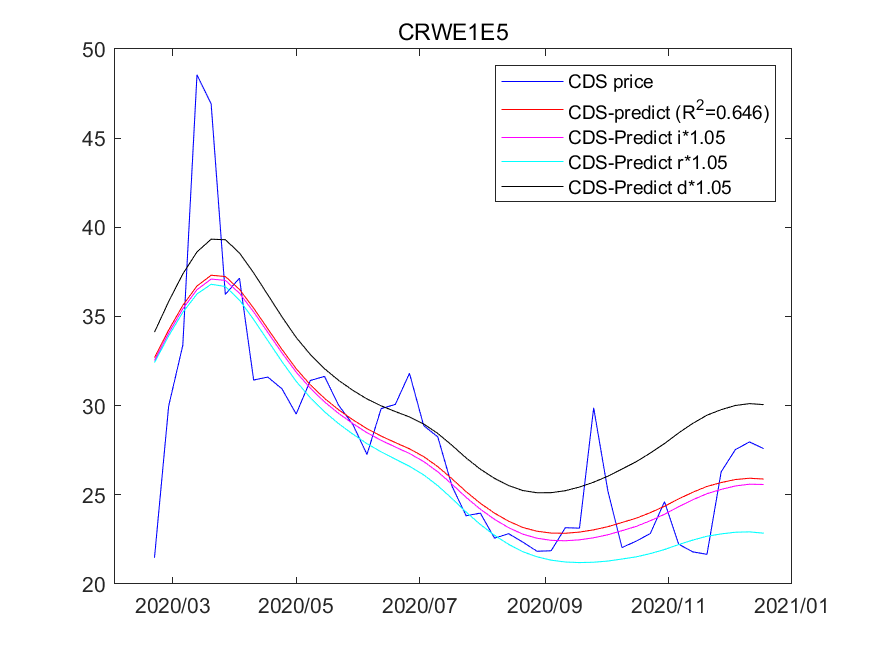 CRWE1E5
50
45
40
35
30
25
20
CDS price
CDS-predict (R²=0.646)
CDS-Predict i*1.05
CDS-Predict r*1.05
CDS-Predict d*1.05
2020/03 2020/05 2020/07 2020/09 2020/11 2021/01